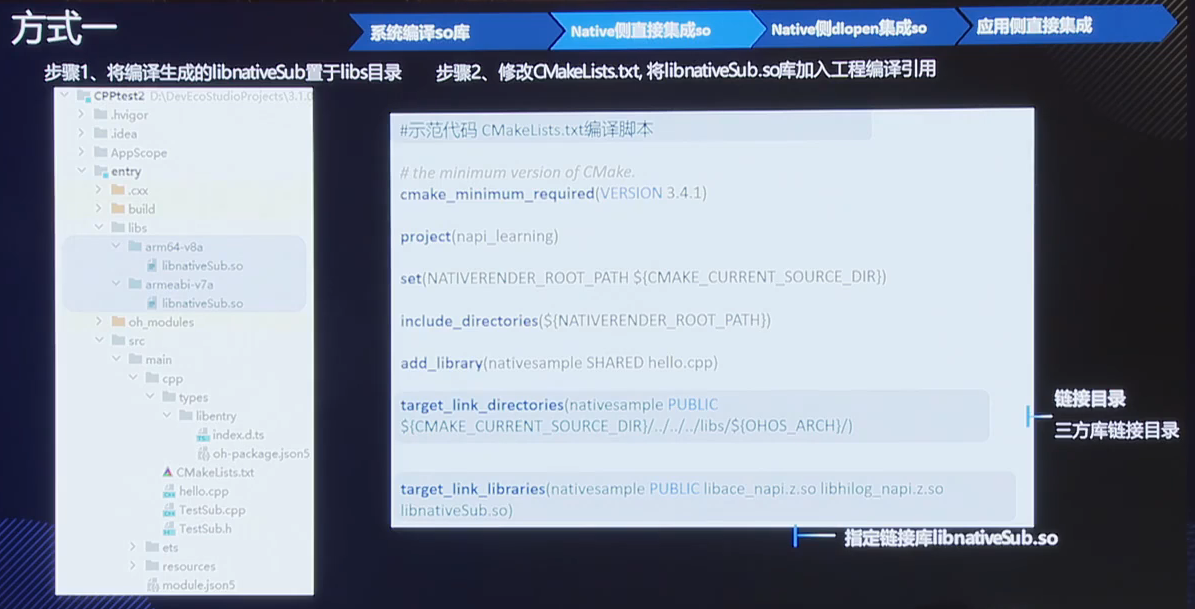 方式一
系统编译so库
Native侧直接集成so
Native侧dlopen集成so
应用侧直接集成
步骤1、将编译生成的libnativeSub置于libs目录
步骤2、修改CMakeLists.txt, 将libnativeSub.so库加入工程编译引用
CPPtest2 D:\DevEcoStudioProjects\3.1.0
.hvigor
.idea
AppScope
entry
.cxx
build
libs
arm64-v8a
libnativeSub.so
armeabi-v7a
libnativeSub.so
oh_modules
src
main
cpp
types
libentry
index.d.ts
oh-package.json5
CMakeLists.txt
hello.cpp
TestSub.cpp
TestSub.h
ets
resources
module.json5
#示范代码 CMakeLists.txt编译脚本
# the minimum version of CMake.
cmake_minimum_required(VERSION 3.4.1)
project(napi_learning)
set(NATIVERENDER_ROOT_PATH ${CMAKE_CURRENT_SOURCE_DIR})
include_directories(${NATIVERENDER_ROOT_PATH})
add_library(nativesample SHARED hello.cpp)
target_link_directories(nativesample PUBLIC
${CMAKE_CURRENT_SOURCE_DIR}/../../../libs/${OHOS_ARCH}/)
target_link_libraries(nativesample PUBLIC libace_napi.z.so libhilog_napi.z.so
libnativeSub.so)
链接目录
三方库链接目录
指定链接库libnativeSub.so